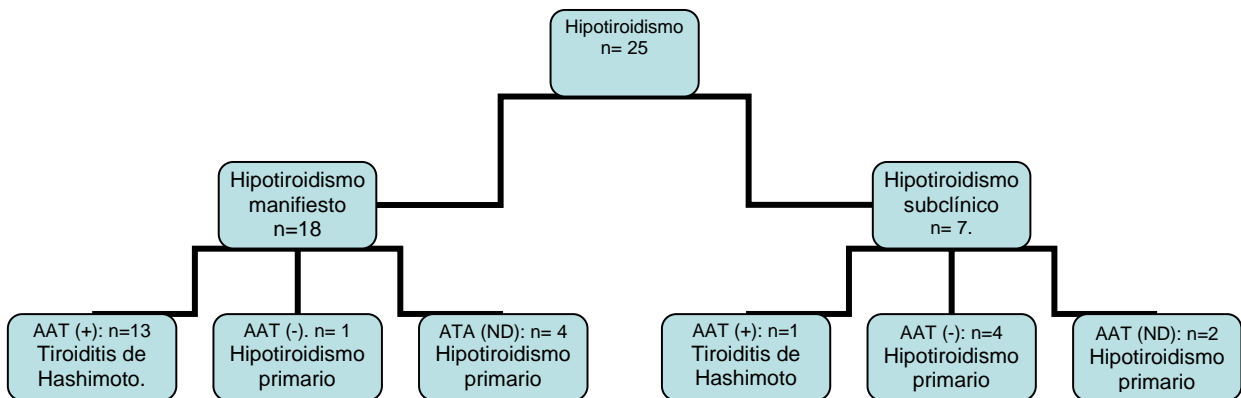 Hipotiroidismo
n= 25
Hipotiroidismo
manifiesto
n=18
Hipotiroidismo
subclínico
n= 7.
AAT (+): n=13
Tiroiditis de
Hashimoto.
AAT (-). n= 1
Hipotiroidismo
primario
ATA (ND): n= 4
Hipotiroidismo
primario
AAT (+): n=1
Tiroiditis de
Hashimoto
AAT (-): n=4
Hipotiroidismo
primario
AAT (ND): n=2
Hipotiroidismo
primario